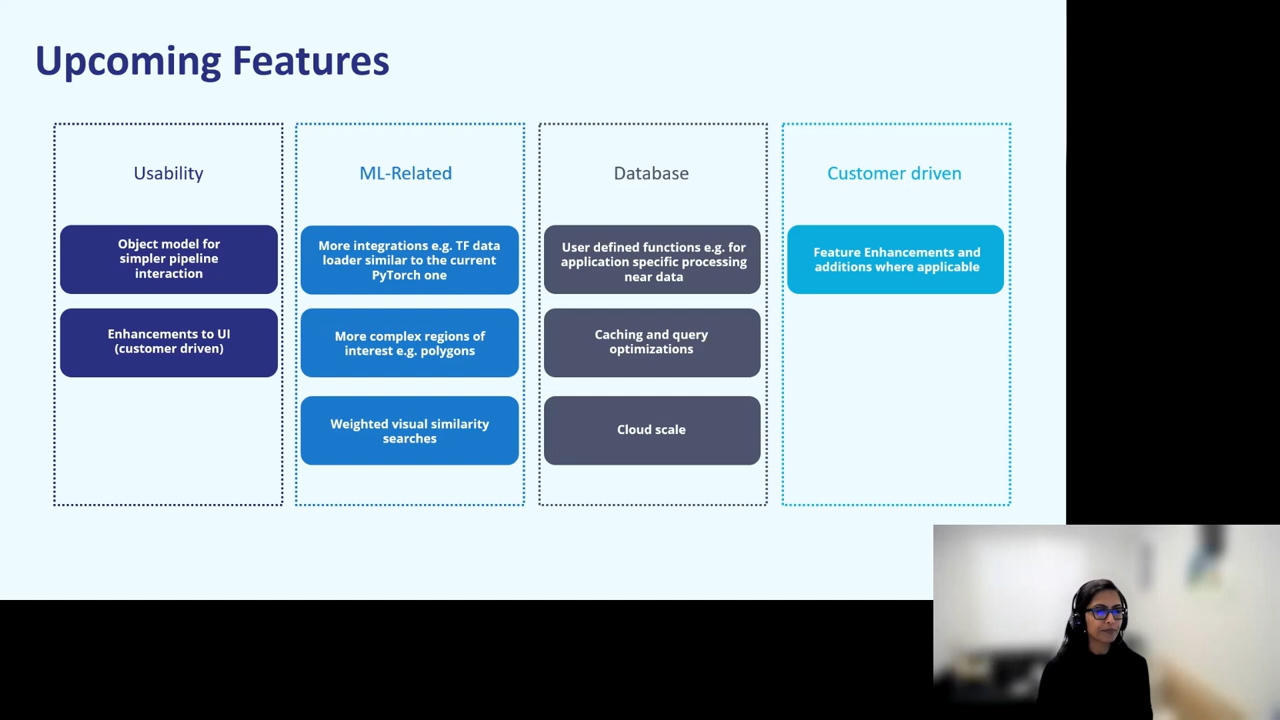 Upcoming Features
Usability
Object model for
simpler pipeline
interaction
Enhancements to UI
(customer driven)
ML-Related
More integrations e.g. TF data
loader similar to the current
PyTorch one
More complex regions of
interest e.g. polygons
Weighted visual similarity
searches
Database
User defined functions e.g. for
application specific processing
near data
Caching and query
optimizations
Cloud scale
Customer driven
Feature Enhancements and
additions where applicable